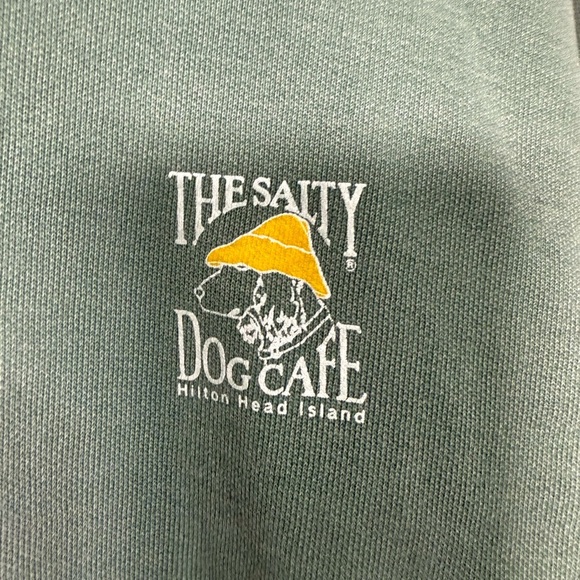 THE SALTY
®
DOG CAFE
Hilton Head Island